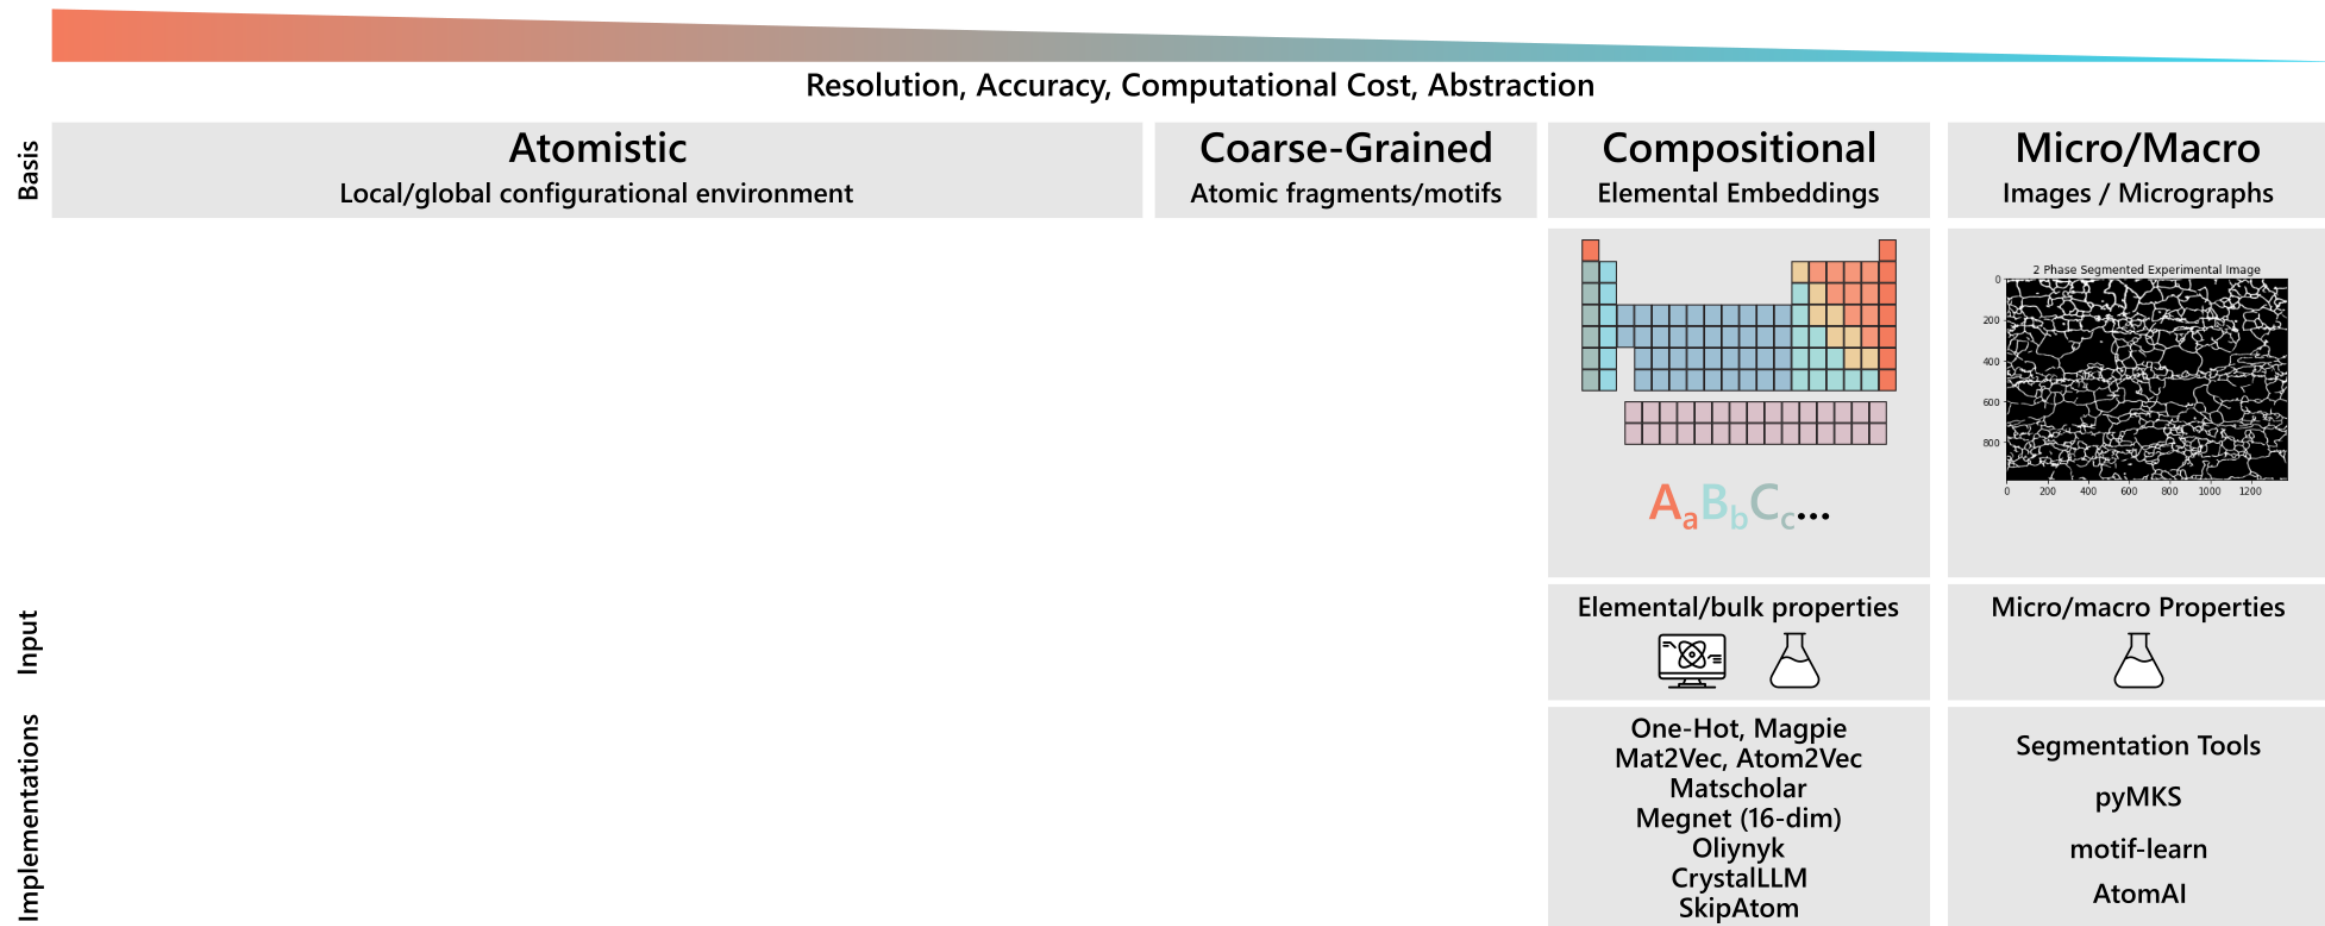 Resolution, Accuracy, Computational Cost, Abstraction
Basis
Atomistic
Local/global configurational environment
Coarse-Grained
Atomic fragments/motifs
Compositional
Elemental Embeddings
Micro/Macro
Images / Micrographs
AaBbCc...
2 Phase Segmented Experimental Image
0
200
400
600
800
0 200 400 600 800 1000 1200
Input
Elemental/bulk properties
Micro/macro Properties
Implementations
One-Hot, Magpie
Mat2Vec, Atom2Vec
Matscholar
Megnet (16-dim)
Oliynyk
CrystalLLM
SkipAtom
Segmentation Tools
pyMKS
motif-learn
AtomAI